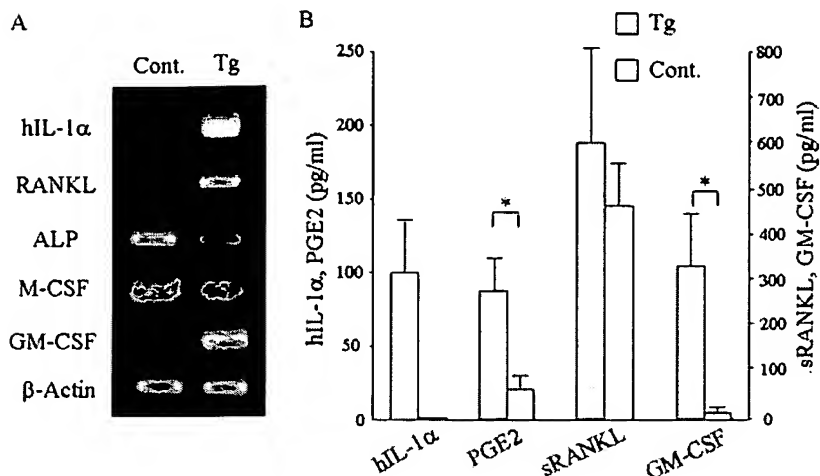 A
Cont. Tg
hIL-1α
RANKL
ALP
M-CSF
GM-CSF
β-Actin
B
Tg
Cont.
hIL-1α, PGE2 (pg/ml)
250
200
150
100
50
0
*
*
800
700
600
500
400
300
200
100
0
sRANKL, GM-CSF (pg/ml)
hIL-1α
PGE2
sRANKL
GM-CSF